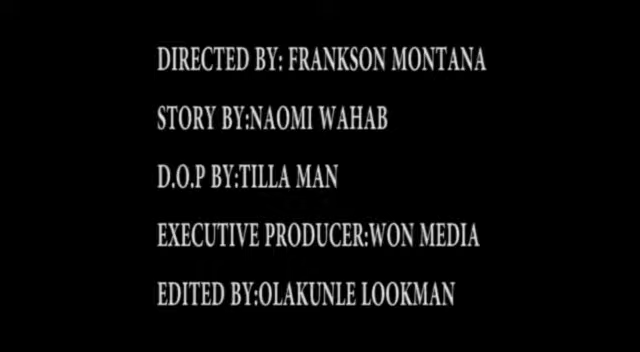 DIRECTED BY: FRANKSON MONTANA
STORY BY:NAOMI WAHAB
D.O.P BY:TILLA MAN
EXECUTIVE PRODUCER:WON MEDIA
EDITED BY:OLAKUNLE LOOKMAN